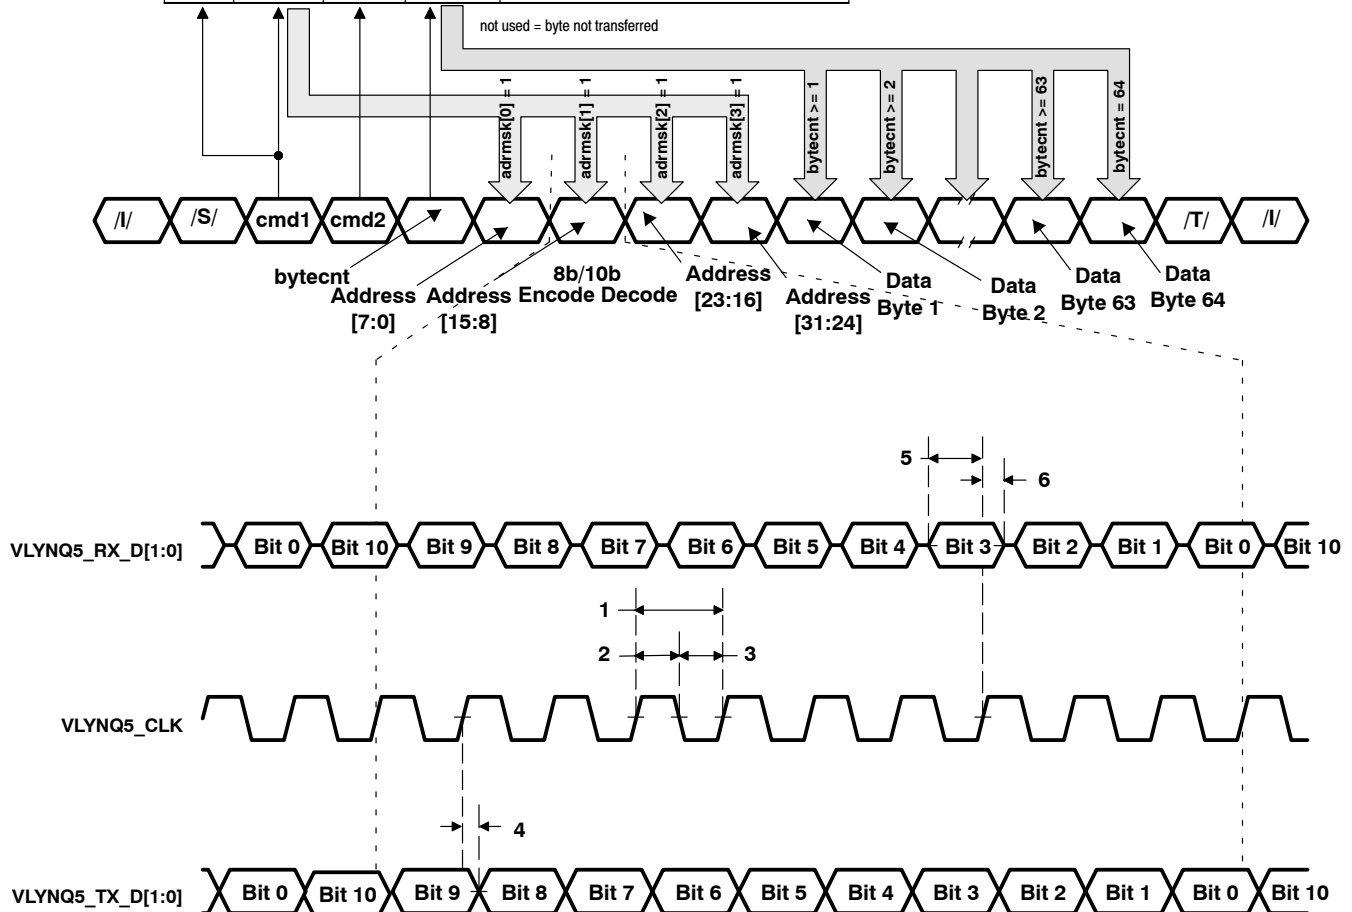 not used = byte not transferred
adrmsk[0] = 1
adrmsk[1] = 1
adrmsk[2] = 1
adrmsk[3] = 1
bytecnt >= 1
bytecnt >= 2
bytecnt >= 63
bytecnt = 64
/I/ /S/ cmd1 cmd2 /T/ /I/
bytecnt
Address
[7:0]
Address
[15:8]
8b/10b
Encode Decode
Address
[23:16]
Address
[31:24]
Data
Byte 1
Data
Byte 2
Data
Byte 63
Data
Byte 64
5
6
VLYNQ5_RX_D[1:0] Bit 0 Bit 10 Bit 9 Bit 8 Bit 7 Bit 6 Bit 5 Bit 4 Bit 3 Bit 2 Bit 1 Bit 0 Bit 10
1
2 3
VLYNQ5_CLK
4
VLYNQ5_TX_D[1:0] Bit 0 Bit 10 Bit 9 Bit 8 Bit 7 Bit 6 Bit 5 Bit 4 Bit 3 Bit 2 Bit 1 Bit 0 Bit 10